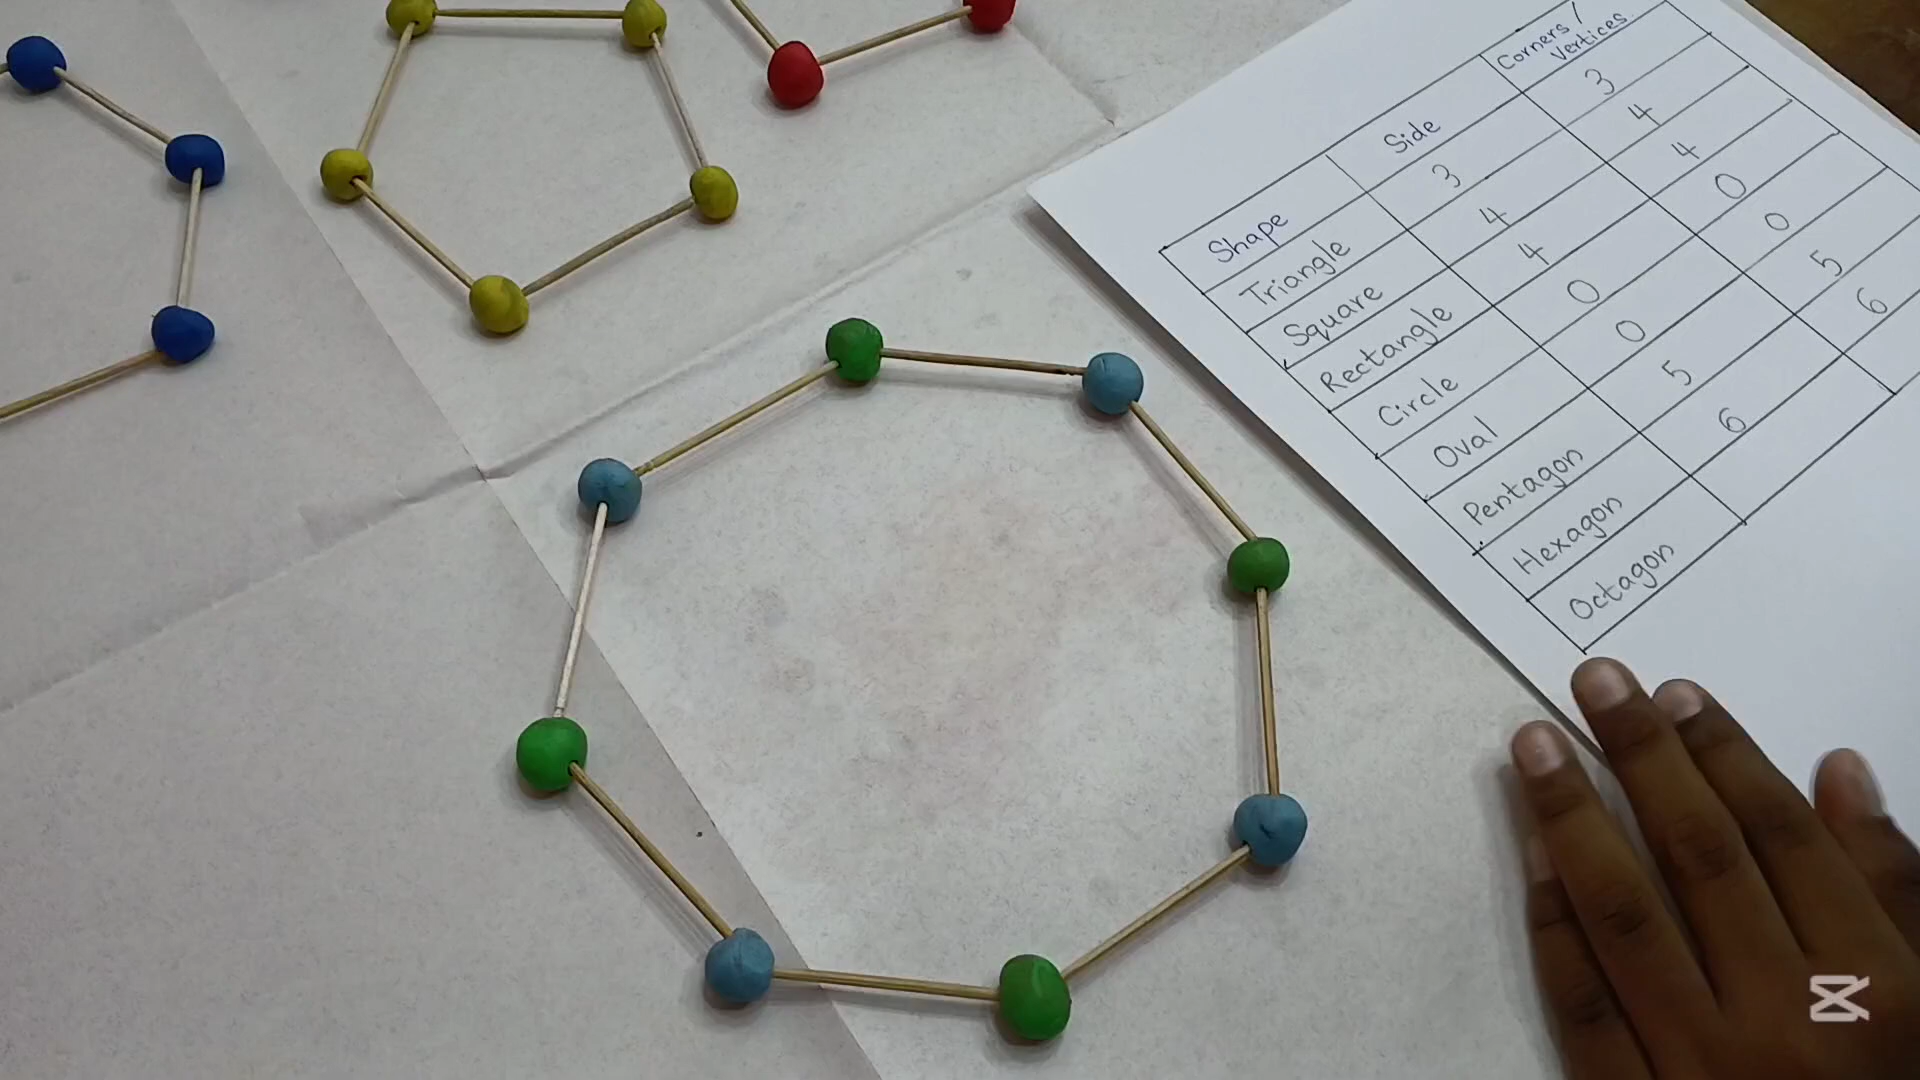 Shape Side Corners/
Vertices
Triangle 3 3
Square 4 4
Rectangle 4 4
Circle 0 0
Oval 0 0
Pentagon 5 5
Hexagon 6 6
Octagon